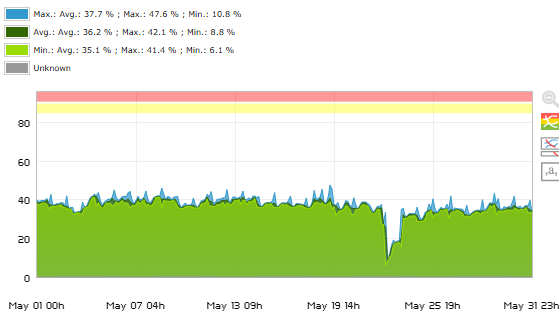 Max.: Avg.: 37.7 % ; Max.: 47.6 % ; Min.: 10.8 %
Avg.: Avg.: 36.2 % ; Max.: 42.1 % ; Min.: 8.8 %
Min.: Avg.: 35.1 % ; Max.: 41.4 % ; Min.: 6.1 %
Unknown
80
60
40
20
0
May 01 00h May 07 04h May 13 09h May 19 14h May 25 19h May 31 23h
,a,